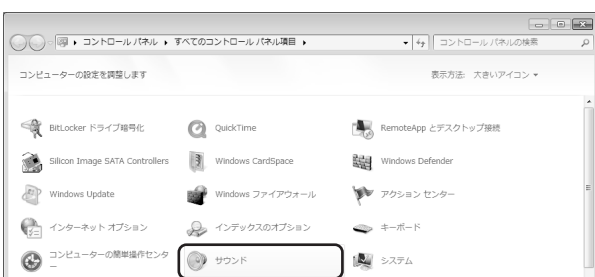 コントロール パネル ▸ すべてのコントロール パネル項目 ▸
コントロール パネルの検索
コンピューターの設定を調整します
表示方法: 大きいアイコン ▾
BitLocker ドライブ暗号化
QuickTime
RemoteApp とデスクトップ接続
Silicon Image SATA Controllers
Windows CardSpace
Windows Defender
Windows Update
Windows ファイアウォール
アクション センター
インターネット オプション
インデックスのオプション
キーボード
コンピューターの簡単操作センタ
ー
サウンド
システム